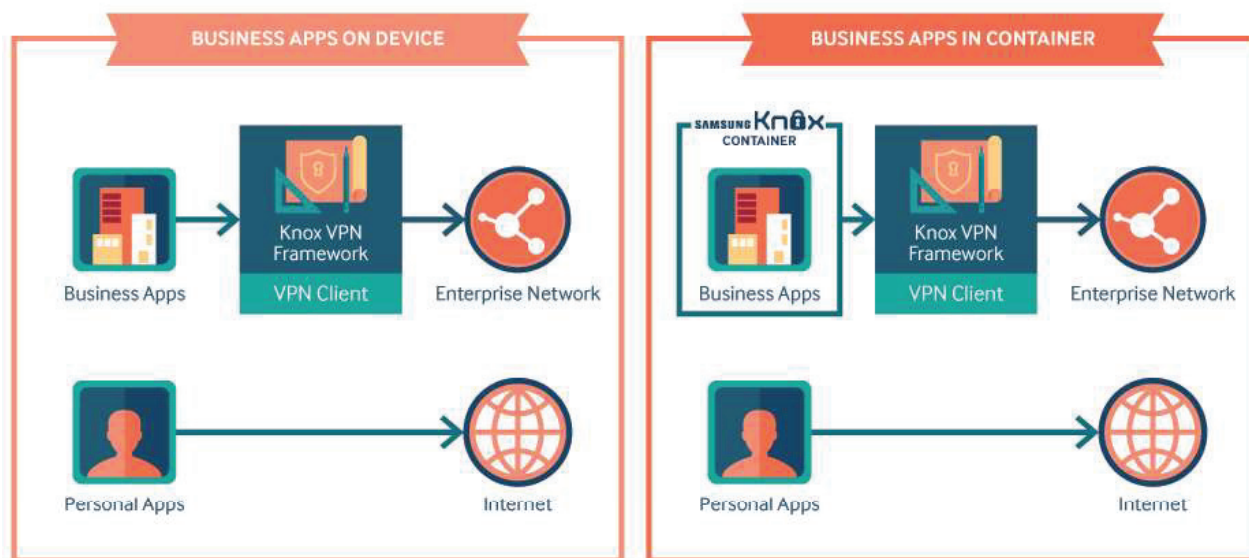 BUSINESS APPS ON DEVICE
Knox VPN
Framework
VPN Client
Business Apps
Enterprise Network
Personal Apps
Internet
BUSINESS APPS IN CONTAINER
SAMSUNG Knox
CONTAINER
Knox VPN
Framework
VPN Client
Business Apps
Enterprise Network
Personal Apps
Internet